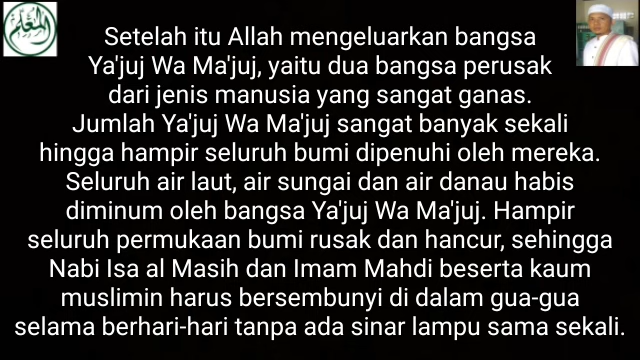 المعلم
Setelah itu Allah mengeluarkan bangsa
Ya'juj Wa Ma'juj, yaitu dua bangsa perusak
dari jenis manusia yang sangat ganas.
Jumlah Ya'juj Wa Ma'juj sangat banyak sekali
hingga hampir seluruh bumi dipenuhi oleh mereka.
Seluruh air laut, air sungai dan air danau habis
diminum oleh bangsa Ya'juj Wa Ma'juj. Hampir
seluruh permukaan bumi rusak dan hancur, sehingga
Nabi Isa al Masih dan Imam Mahdi beserta kaum
muslimin harus bersembunyi di dalam gua-gua
selama berhari-hari tanpa ada sinar lampu sama sekali.